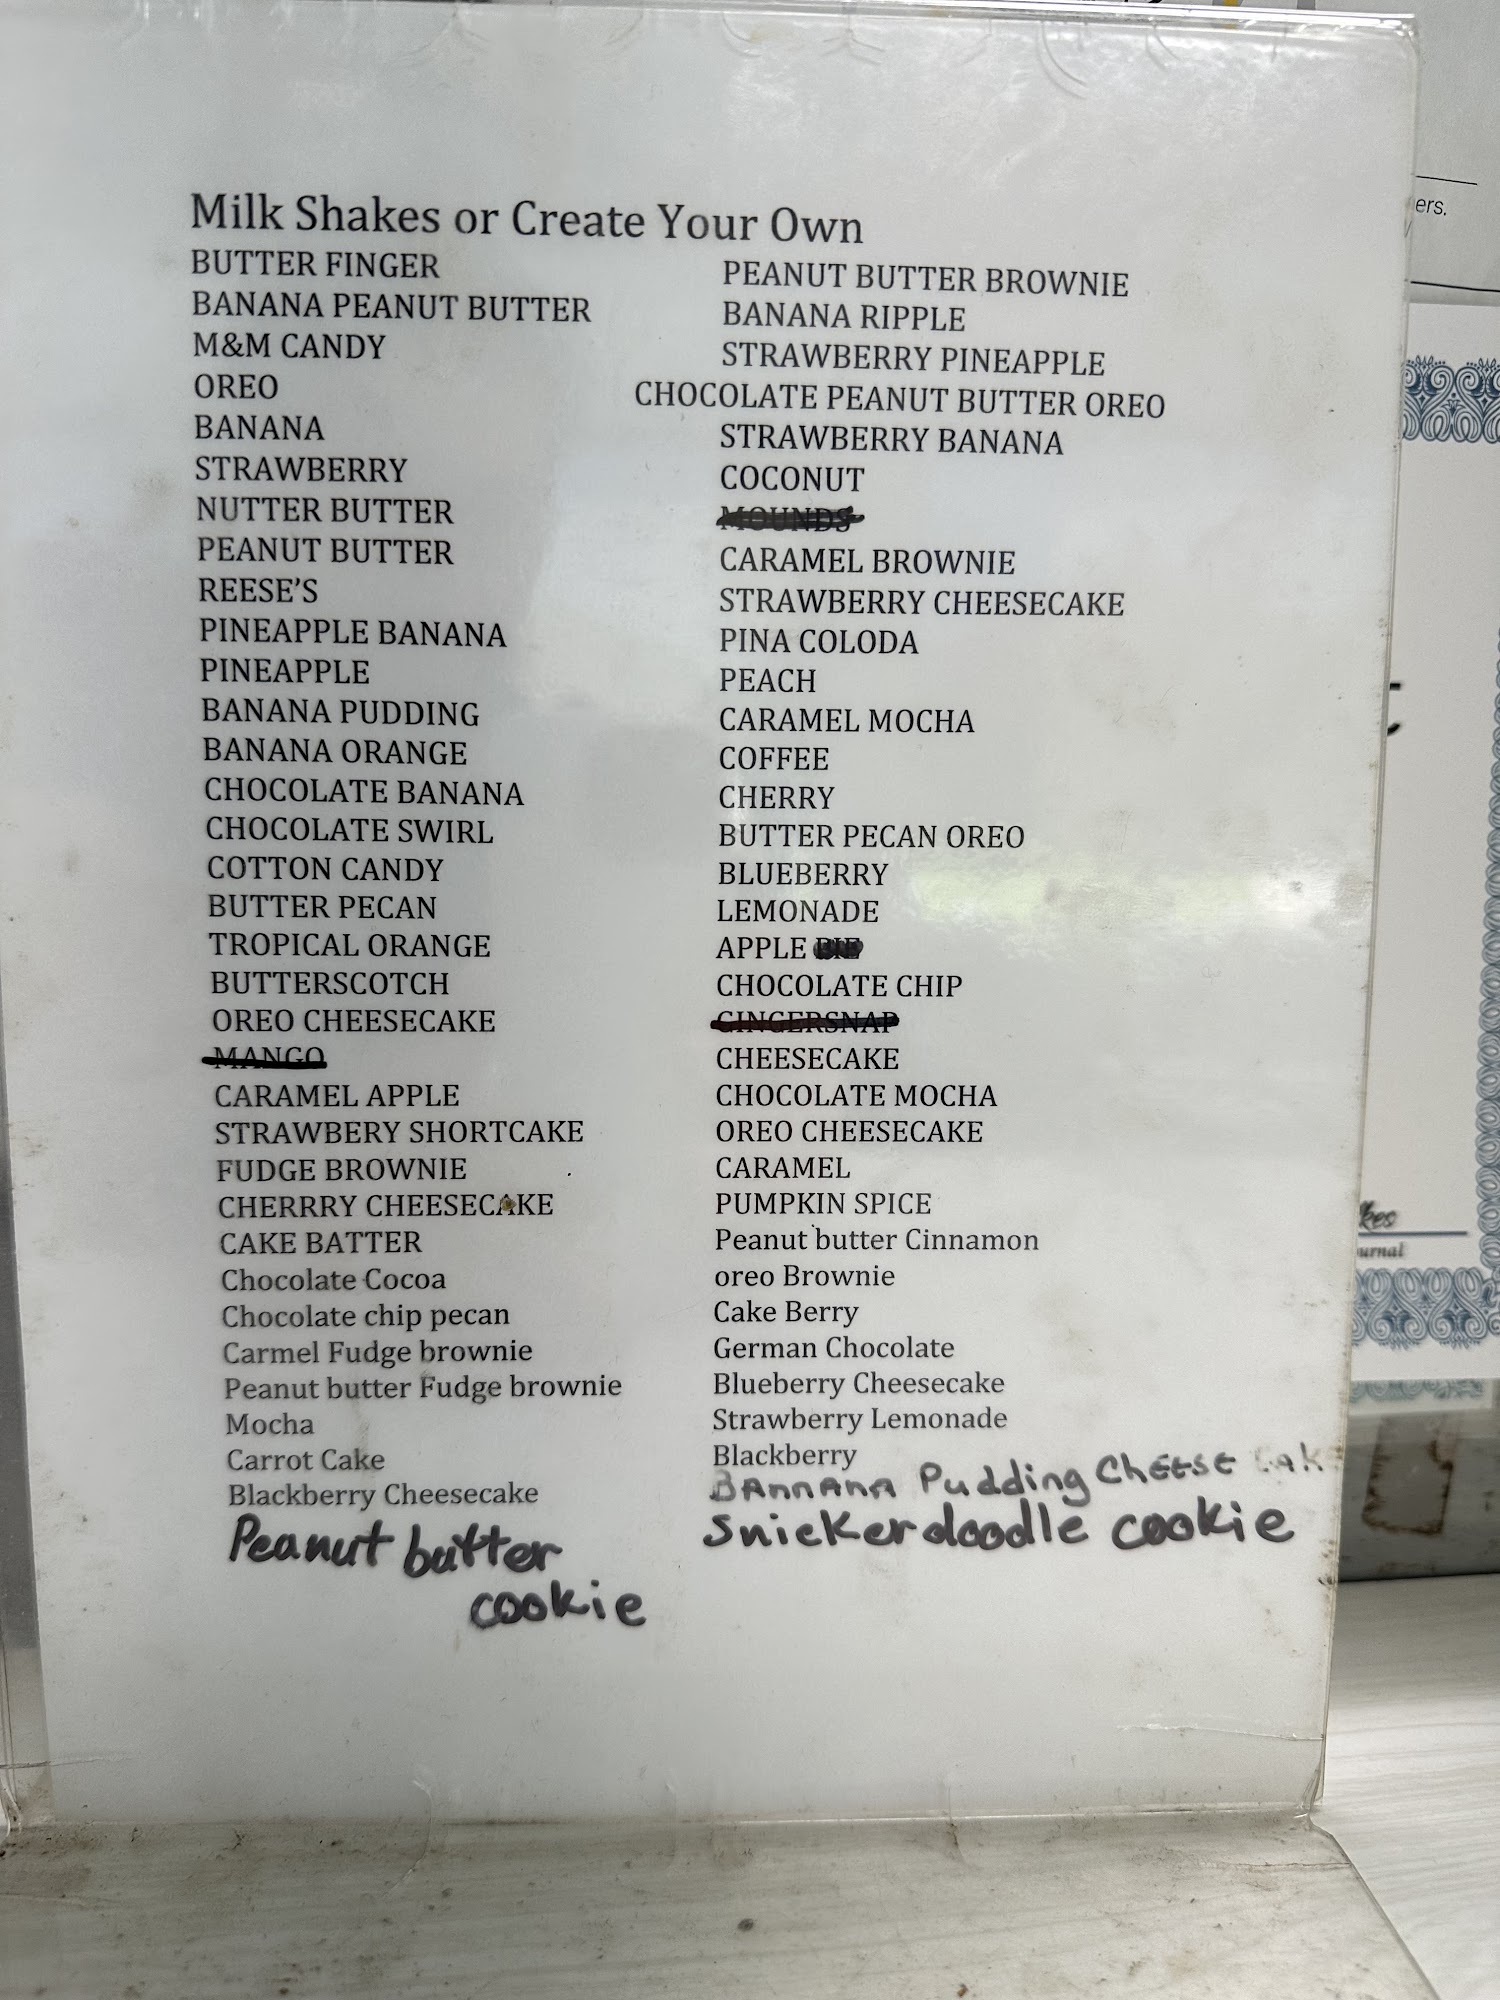 Milk Shakes or Create Your Own
BUTTER FINGER
BANANA PEANUT BUTTER
M&M CANDY
OREO
BANANA
STRAWBERRY
NUTTER BUTTER
PEANUT BUTTER
REESE'S
PINEAPPLE BANANA
PINEAPPLE
BANANA PUDDING
BANANA ORANGE
CHOCOLATE BANANA
CHOCOLATE SWIRL
COTTON CANDY
BUTTER PECAN
TROPICAL ORANGE
BUTTERSCOTCH
OREO CHEESECAKE
MANGO
CARAMEL APPLE
STRAWBERY SHORTCAKE
FUDGE BROWNIE
CHERRRY CHEESECAKE
CAKE BATTER
Chocolate Cocoa
Chocolate chip pecan
Carmel Fudge brownie
Peanut butter Fudge brownie
Mocha
Carrot Cake
Blackberry Cheesecake
Peanut butter
cookie
PEANUT BUTTER BROWNIE
BANANA RIPPLE
STRAWBERRY PINEAPPLE
CHOCOLATE PEANUT BUTTER OREO
STRAWBERRY BANANA
COCONUT
MOUNDS
CARAMEL BROWNIE
STRAWBERRY CHEESECAKE
PINA COLODA
PEACH
CARAMEL MOCHA
COFFEE
CHERRY
BUTTER PECAN OREO
BLUEBERRY
LEMONADE
APPLE PIE
CHOCOLATE CHIP
GINGERSNAP
CHEESECAKE
CHOCOLATE MOCHA
OREO CHEESECAKE
CARAMEL
PUMPKIN SPICE
Peanut butter Cinnamon
oreo Brownie
Cake Berry
German Chocolate
Blueberry Cheesecake
Strawberry Lemonade
Blackberry
BAnnAnA Pudding CheEsE
Snickerdoodle cookie
ers.